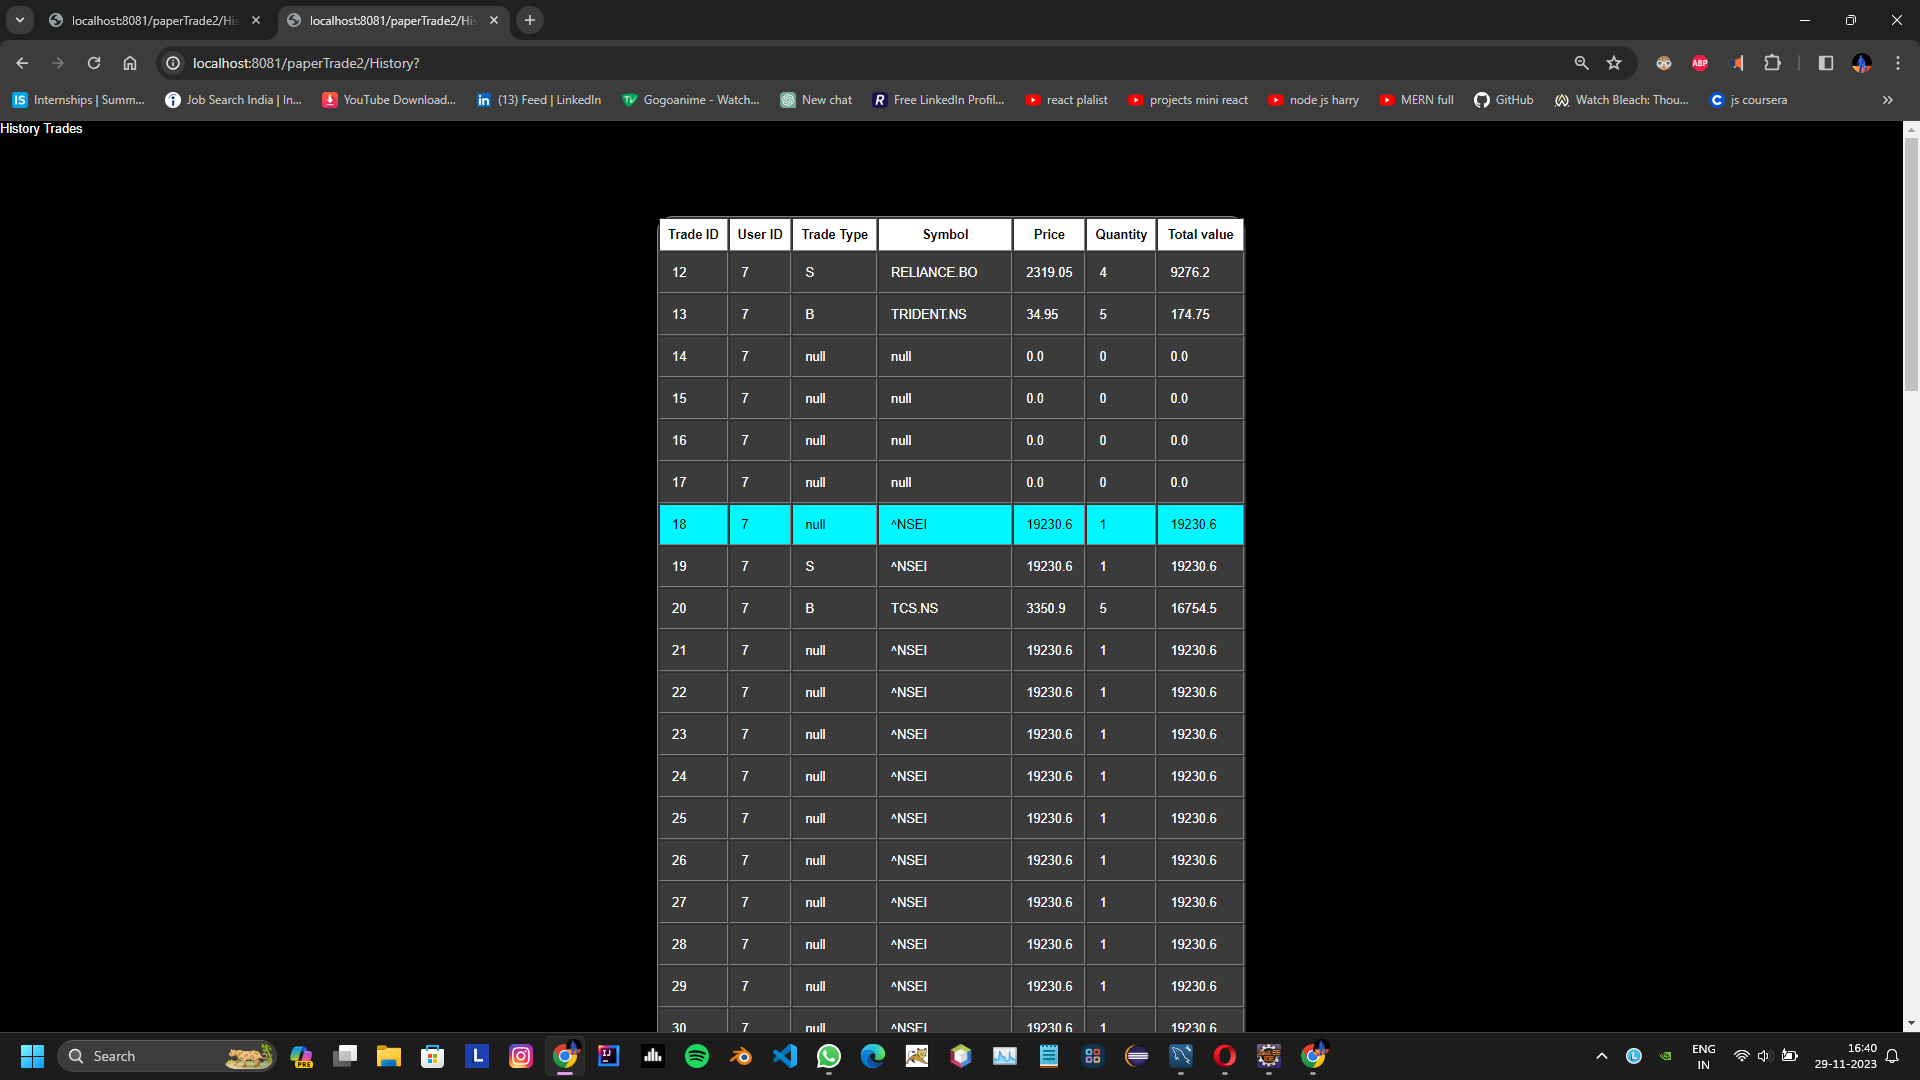 localhost:8081/paperTrade2/His
localhost:8081/paperTrade2/His
localhost:8081/paperTrade2/History?
ABP
IS Internships | Summ...
Job Search India | In...
YouTube Download...
in (13) Feed | LinkedIn
Gogoanime - Watch...
New chat
R Free LinkedIn Profil...
react plalist
projects mini react
node js harry
MERN full
GitHub
Watch Bleach: Thou...
C js coursera
History Trades
Trade ID User ID Trade Type Symbol Price Quantity Total value
12 7 S RELIANCE.BO 2319.05 4 9276.2
13 7 B TRIDENT.NS 34.95 5 174.75
14 7 null null 0.0 0 0.0
15 7 null null 0.0 0 0.0
16 7 null null 0.0 0 0.0
17 7 null null 0.0 0 0.0
18 7 null ^NSEI 19230.6 1 19230.6
19 7 S ^NSEI 19230.6 1 19230.6
20 7 B TCS.NS 3350.9 5 16754.5
21 7 null ^NSEI 19230.6 1 19230.6
22 7 null ^NSEI 19230.6 1 19230.6
23 7 null ^NSEI 19230.6 1 19230.6
24 7 null ^NSEI 19230.6 1 19230.6
25 7 null ^NSEI 19230.6 1 19230.6
26 7 null ^NSEI 19230.6 1 19230.6
27 7 null ^NSEI 19230.6 1 19230.6
28 7 null ^NSEI 19230.6 1 19230.6
29 7 null ^NSEI 19230.6 1 19230.6
30 7 null ^NSEI 19230.6 1 19230.6
Search
PRE
L
IJ
ENG
IN
16:40
29-11-2023